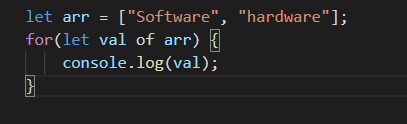 let arr = ["Software", "hardware"];
for(let val of arr) {
    console.log(val);
}